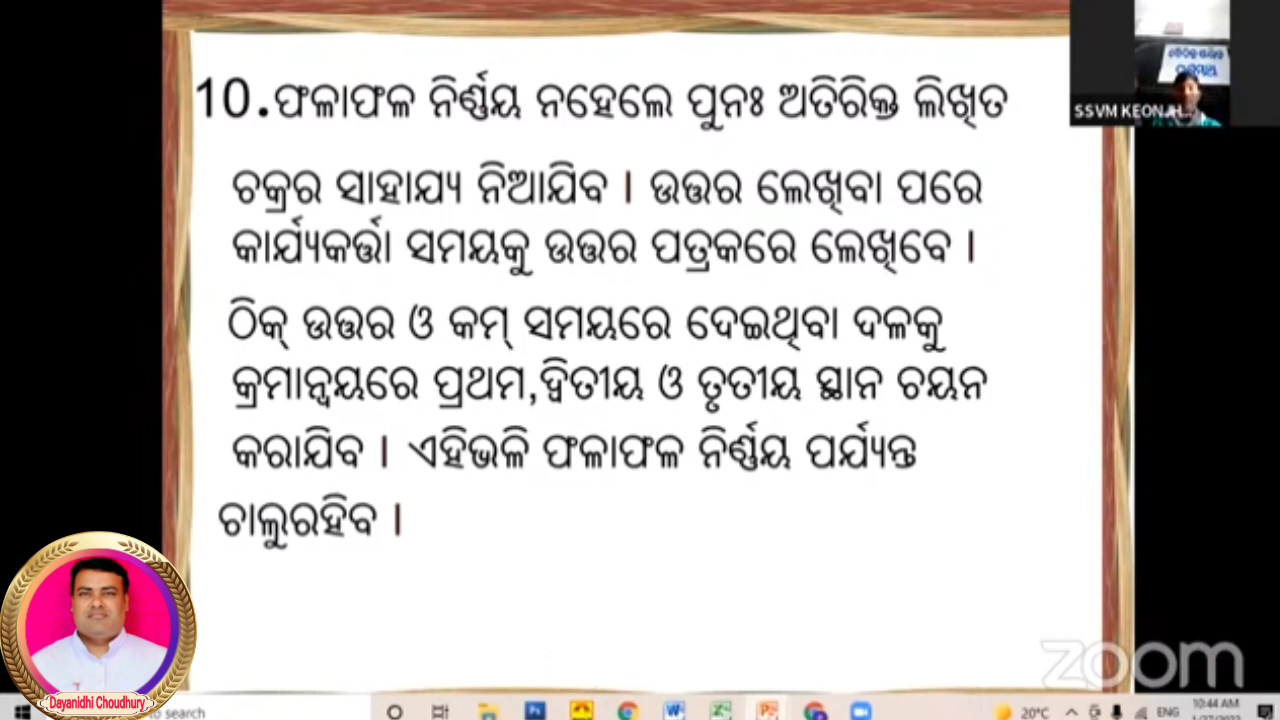 10.ଫଳାଫଳ ନିର୍ଣ୍ଣୟ ନହେଲେ ପୁନଃ ଅତିରିକ୍ତ ଲିଖିତ
ଚକ୍ରର ସାହାଯ୍ୟ ନିଆଯିବ । ଉତ୍ତର ଲେଖିବା ପରେ
କାର୍ଯ୍ୟକର୍ତ୍ତା ସମୟକୁ ଉତ୍ତର ପତ୍ରକରେ ଲେଖିବେ ।
ଠିକ୍ ଉତ୍ତର ଓ କମ୍ ସମୟରେ ଦେଇଥିବା ଦଳକୁ
କ୍ରମାନ୍ୱୟରେ ପ୍ରଥମ,ଦ୍ୱିତୀୟ ଓ ତୃତୀୟ ସ୍ଥାନ ଚୟନ
କରାଯିବ । ଏହିଭଳି ଫଳାଫଳ ନିର୍ଣ୍ଣୟ ପର୍ଯ୍ୟନ୍ତ
ଚାଲୁରହିବ ।
SSVM KEONJH...
zoom
Dayanidhi Choudhury
to search
20°C
ENG
10:44 AM